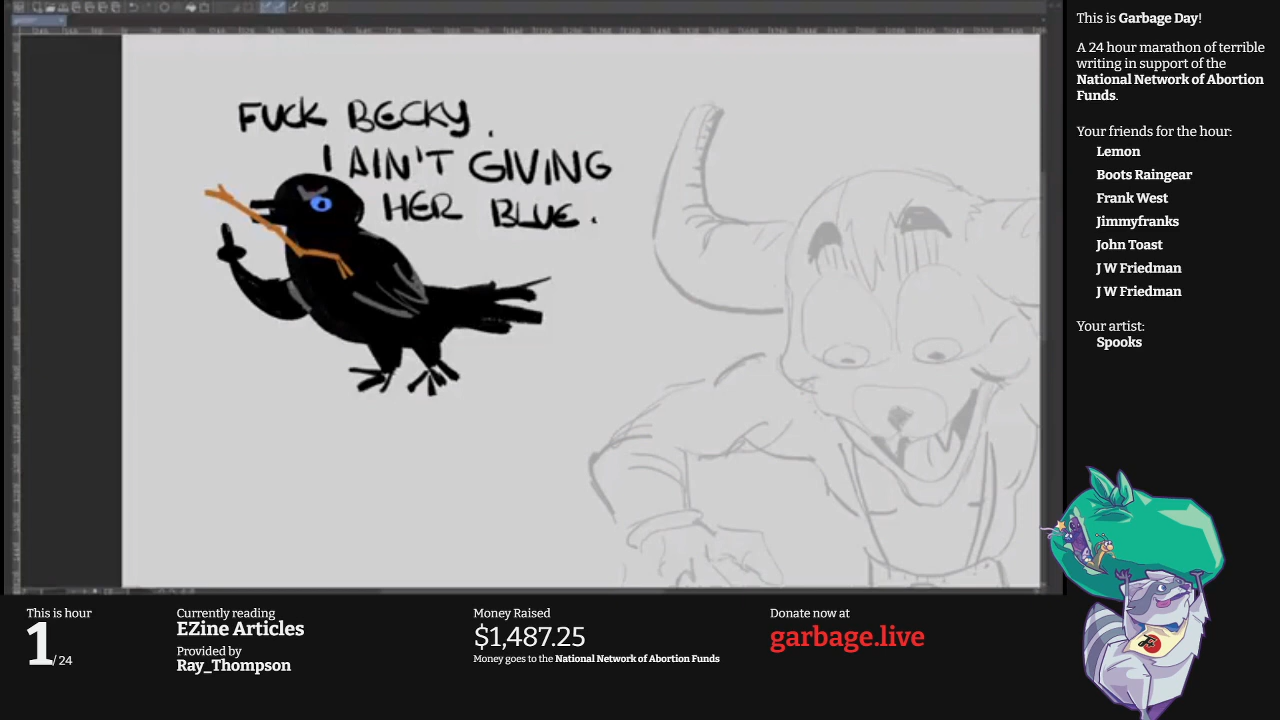 FUCK BECKY.
I AIN'T GIVING
HER BLUE.
This is Garbage Day!
A 24 hour marathon of terrible
writing in support of the
National Network of Abortion
Funds.
Your friends for the hour:
Lemon
Boots Raingear
Frank West
Jimmyfranks
John Toast
J W Friedman
J W Friedman
Your artist:
Spooks
This is hour
1 / 24
Currently reading
EZine Articles
Provided by
Ray_Thompson
Money Raised
$1,487.25
Money goes to the National Network of Abortion Funds
Donate now at
garbage.live